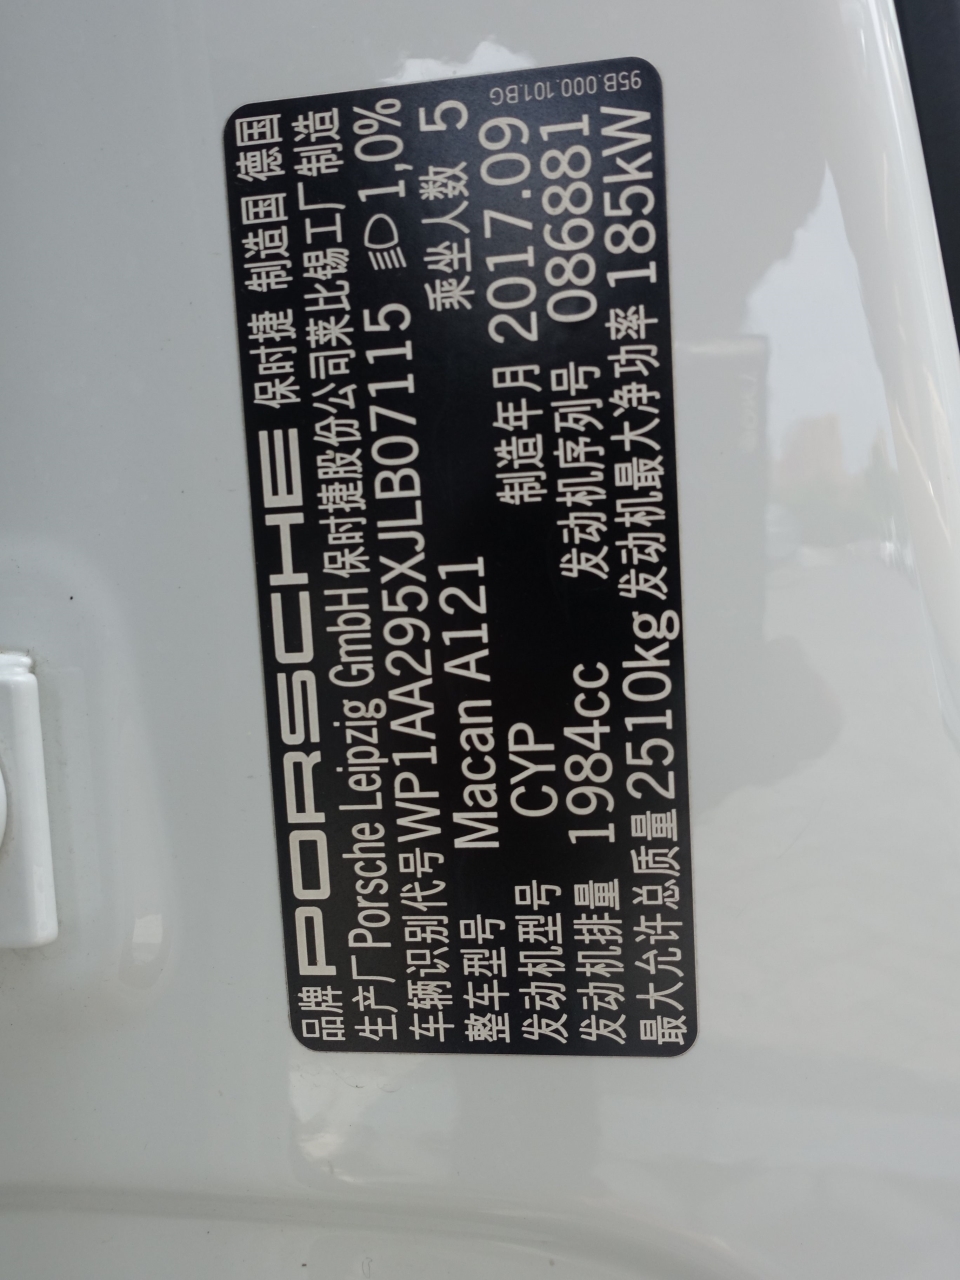 品牌 PORSCHE 保时捷 制造国 德国
生产厂 Porsche Leipzig GmbH 保时捷股份公司莱比锡工厂制造
车辆识别代号 WP1AA295XJLB07115 1,0%
整车型号 Macan A121 乘坐人数 5
发动机型号 CYP 制造年月 2017.09
发动机排量 1984cc 发动机序列号 086881
最大允许总质量 2510kg 发动机最大净功率 185kW
95B.000.101.BG